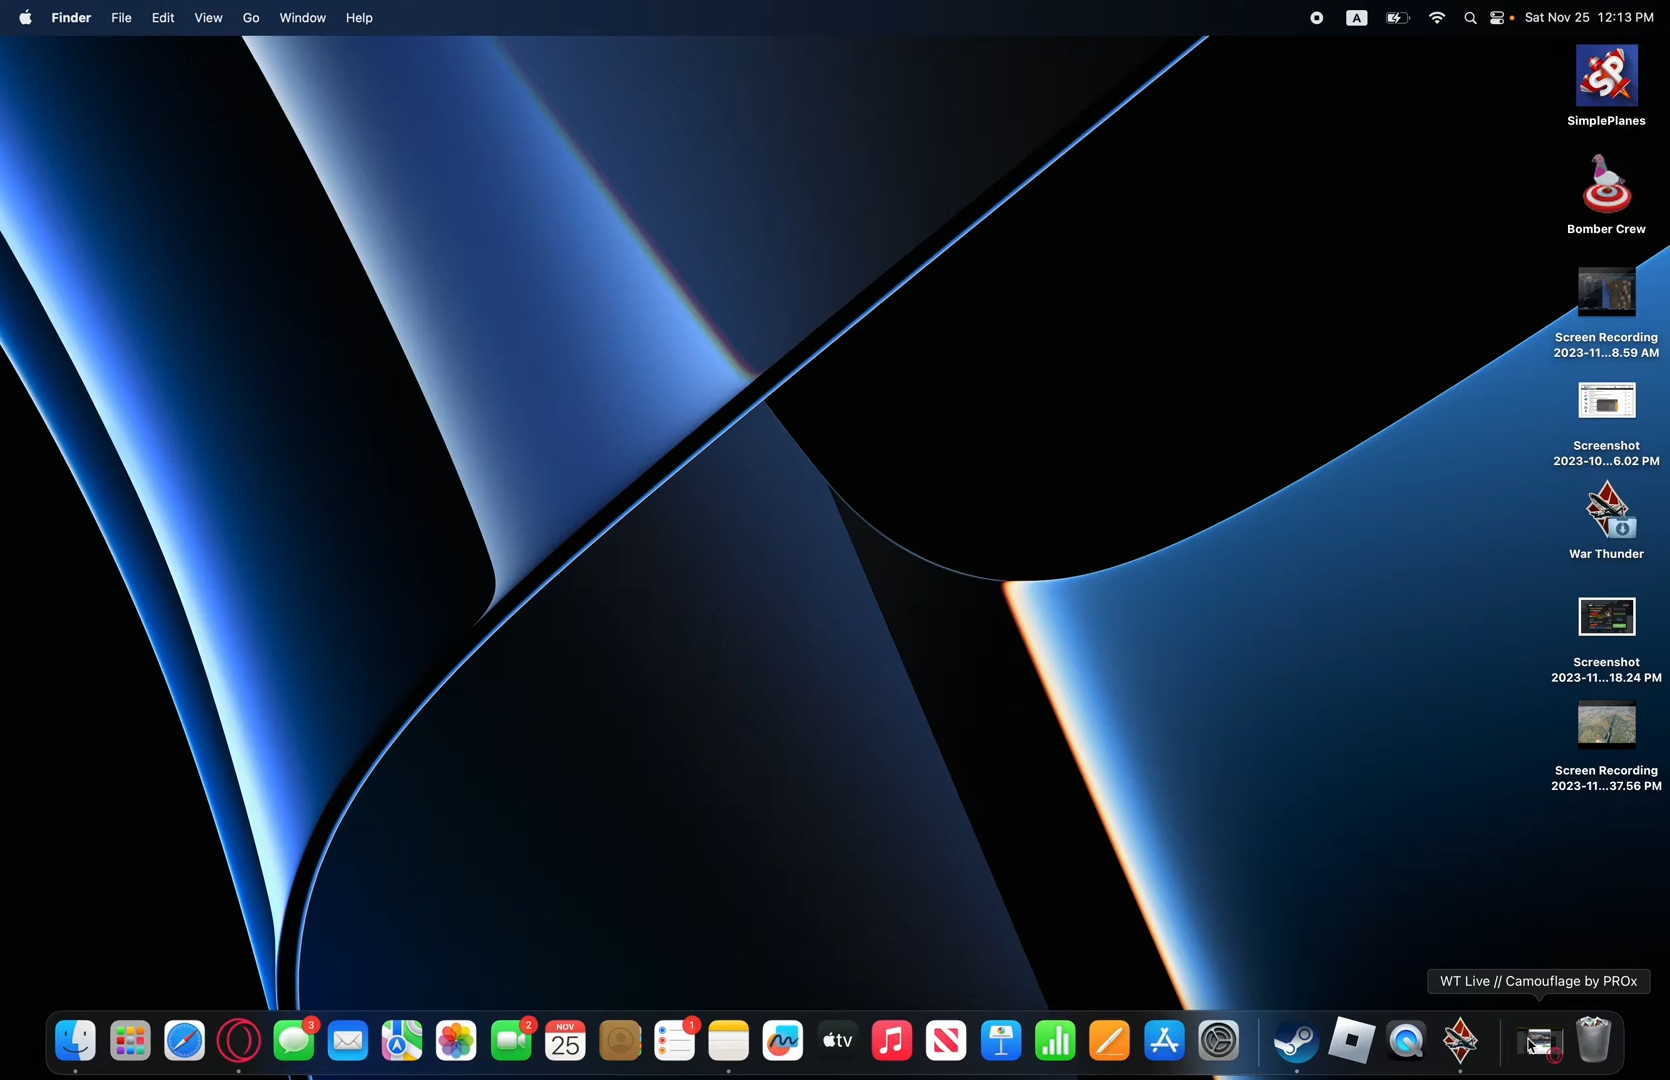 Finder File Edit View Go Window Help A Sat Nov 25 12:13 PM
SP
SimplePlanes
Bomber Crew
Screen Recording
2023-11...8.59 AM
Screenshot
2023-10...6.02 PM
War Thunder
Screenshot
2023-11...18.24 PM
Screen Recording
2023-11...37.56 PM
WT Live // Camouflage by PROx
3 2 NOV 1
25 tv